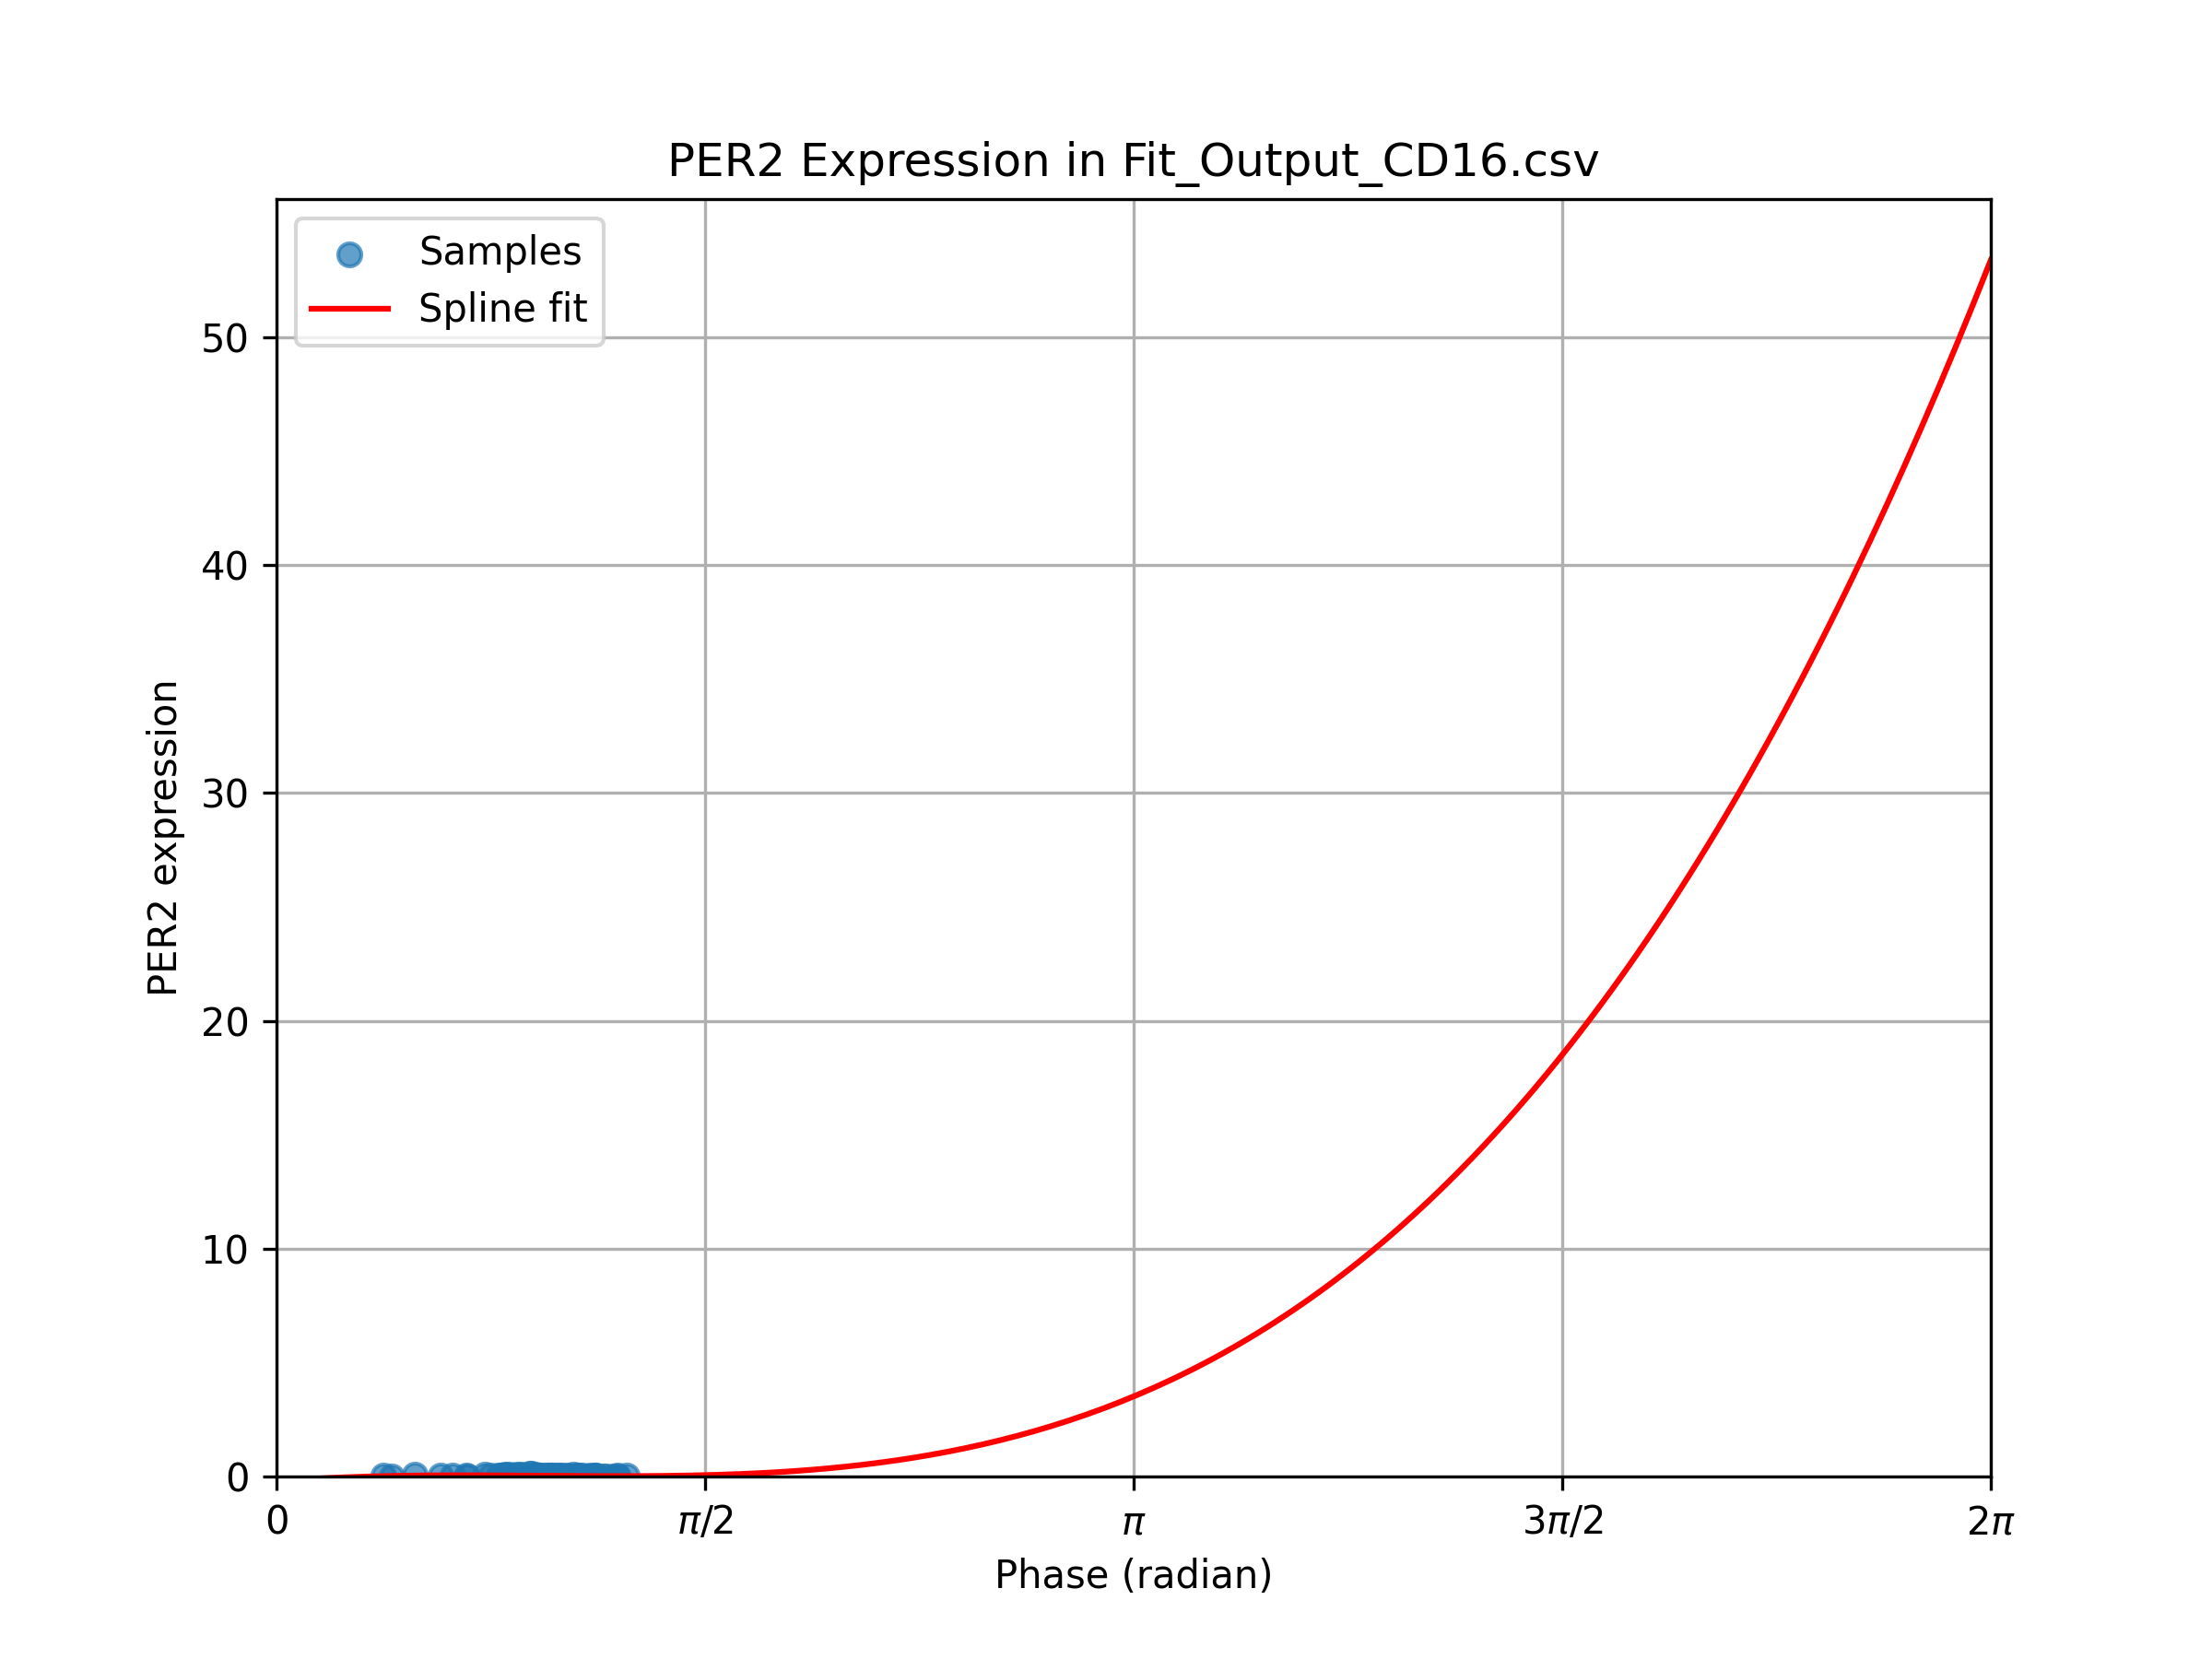 PER2 Expression in Fit_Output_CD16.csv
Samples
Spline fit
50
40
30
20
10
0
PER2 expression
0 π/2 π 3π/2 2π
Phase (radian)